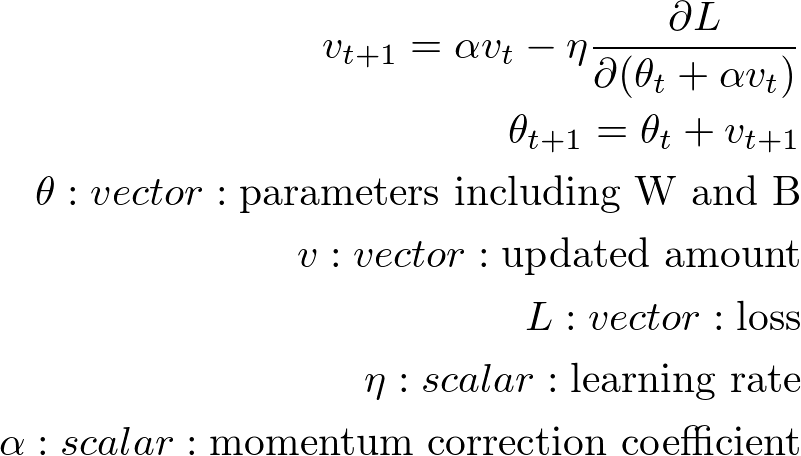 v_{t+1} = αv_t − η ∂L / ∂(θ_t + αv_t)
θ_{t+1} = θ_t + v_{t+1}
θ : vector : parameters including W and B
v : vector : updated amount
L : vector : loss
η : scalar : learning rate
α : scalar : momentum correction coefficient